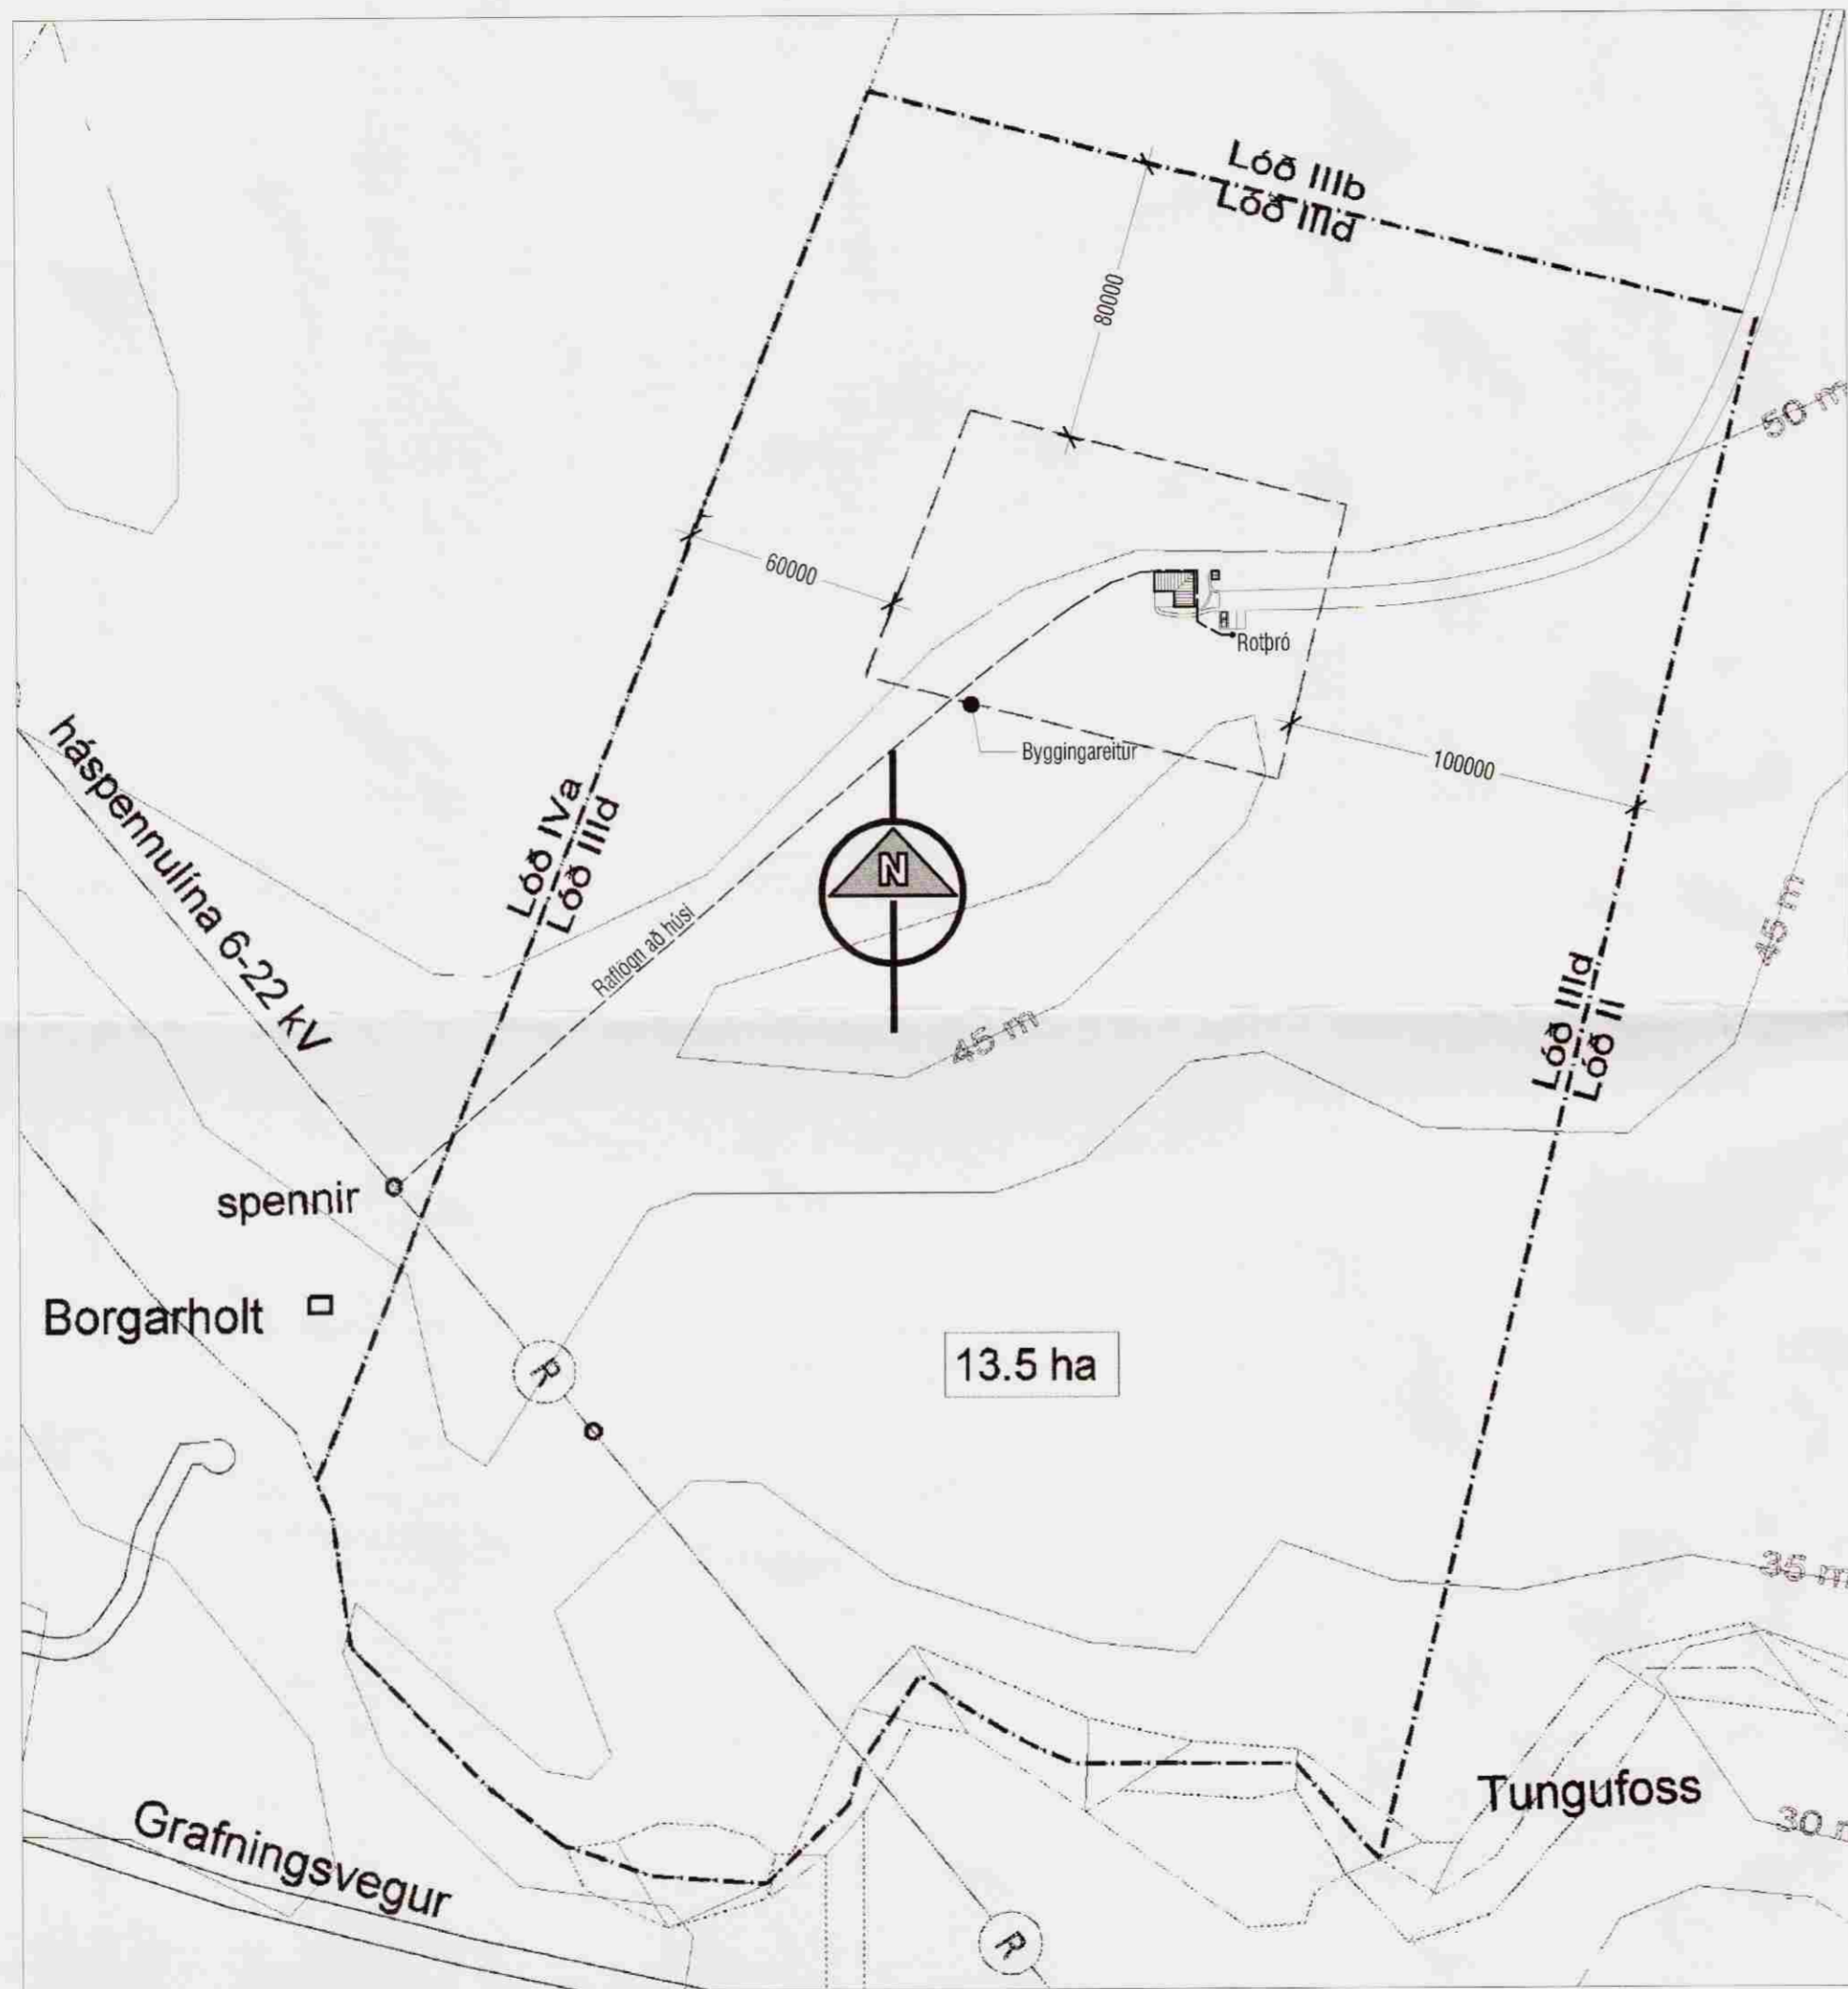 Lóð IIIb
Lóð IIId
80000
50 m
60000
Rotþró
Byggingareitur
100000
háspennulína 6-22 kV
Lóð IVa
Lóð IIId
N
Raflögn að húsi
45 m
45 m
Lóð IIId
Lóð II
spennir
Borgarholt
R
13.5 ha
35 m
Tungufoss
30
Grafningsvegur
R